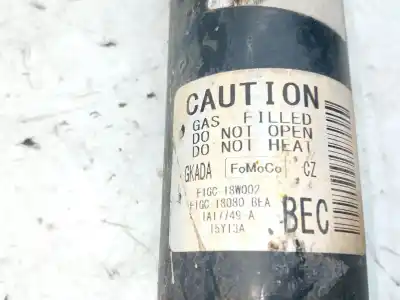 CAUTION
GAS FILLED
DO NOT OPEN
DO NOT HEAT
GKADA FoMoCo CZ
F1GC 18W002
F1GC 18080 BEA
1A17749 A
15Y13A
BEC